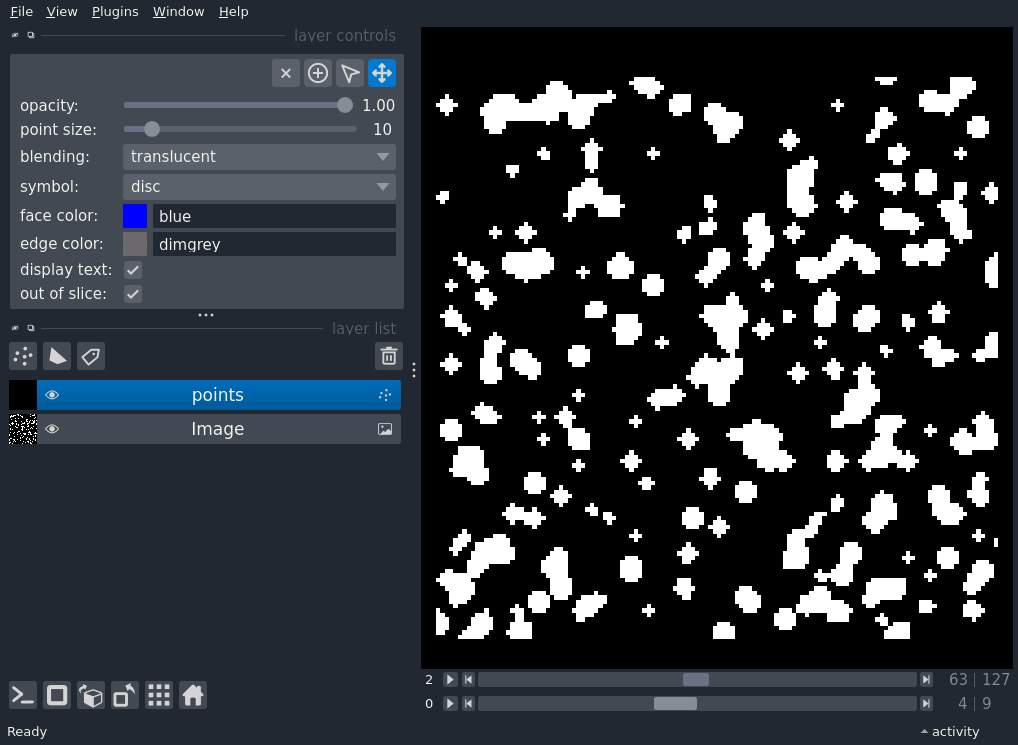 File View Plugins Window Help
layer controls
opacity: 1.00
point size: 10
blending: translucent
symbol: disc
face color: blue
edge color: dimgrey
display text:
out of slice:
layer list
points
Image
2 63 | 127
0 4 | 9
Ready activity